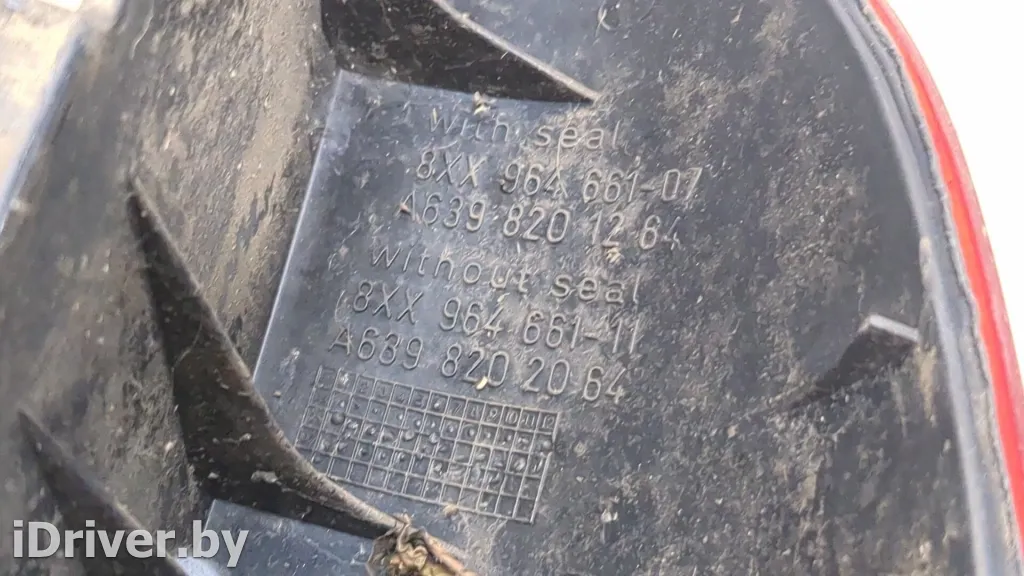 with seal
8XX 964 661-07
A639 820 12 64
without seal
8XX 964 661-11
A639 820 20 64
iDriver.by